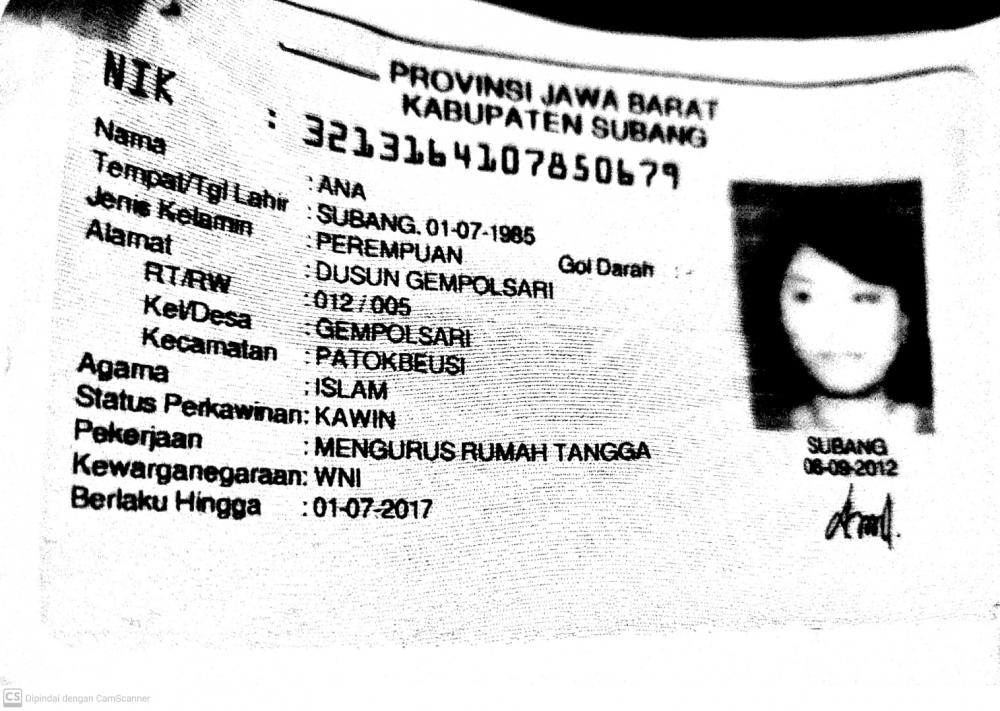 PROVINSI JAWA BARAT
KABUPATEN SUBANG
NIK : 3213164107850679
Nama : ANA
Tempat/Tgl Lahir : SUBANG, 01-07-1985
Jenis Kelamin : PEREMPUAN Gol Darah : -
Alamat : DUSUN GEMPOLSARI
RT/RW : 012 / 005
Kel/Desa : GEMPOLSARI
Kecamatan : PATOKBEUSI
Agama : ISLAM
Status Perkawinan: KAWIN
Pekerjaan : MENGURUS RUMAH TANGGA
Kewarganegaraan: WNI
Berlaku Hingga : 01-07-2017
SUBANG
06-09-2012
CS Dipindai dengan CamScanner